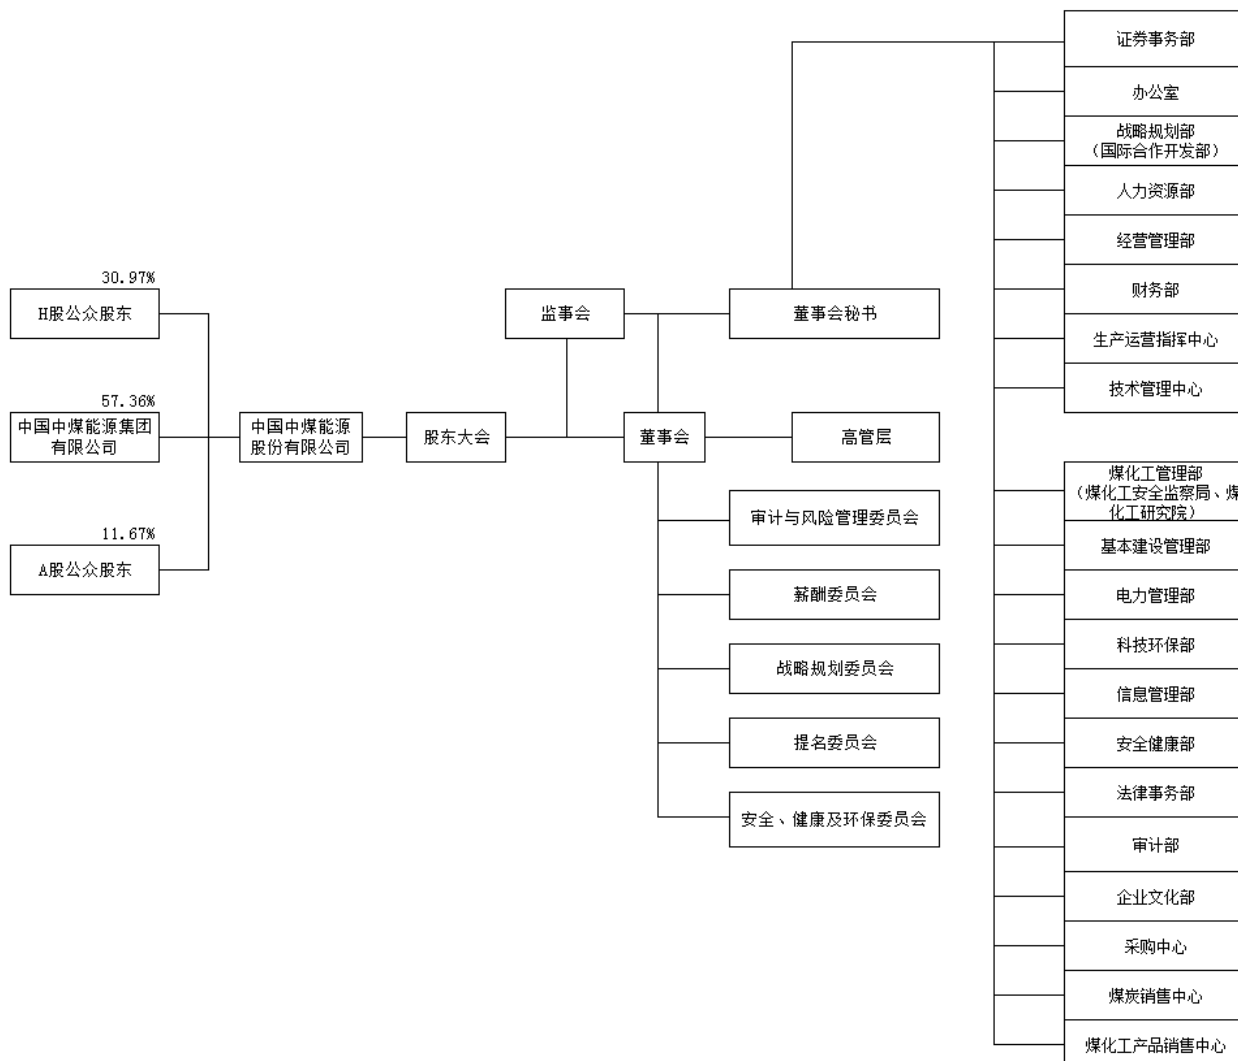 30.97%
H股公众股东
57.36%
中国中煤能源集团
有限公司
11.67%
A股公众股东
中国中煤能源
股份有限公司
股东大会
监事会
董事会
董事会秘书
高管层
审计与风险管理委员会
薪酬委员会
战略规划委员会
提名委员会
安全、健康及环保委员会
证券事务部
办公室
战略规划部
（国际合作开发部）
人力资源部
经营管理部
财务部
生产运营指挥中心
技术管理中心
煤化工管理部
（煤化工安全监察局、煤
化工研究院）
基本建设管理部
电力管理部
科技环保部
信息管理部
安全健康部
法律事务部
审计部
企业文化部
采购中心
煤炭销售中心
煤化工产品销售中心